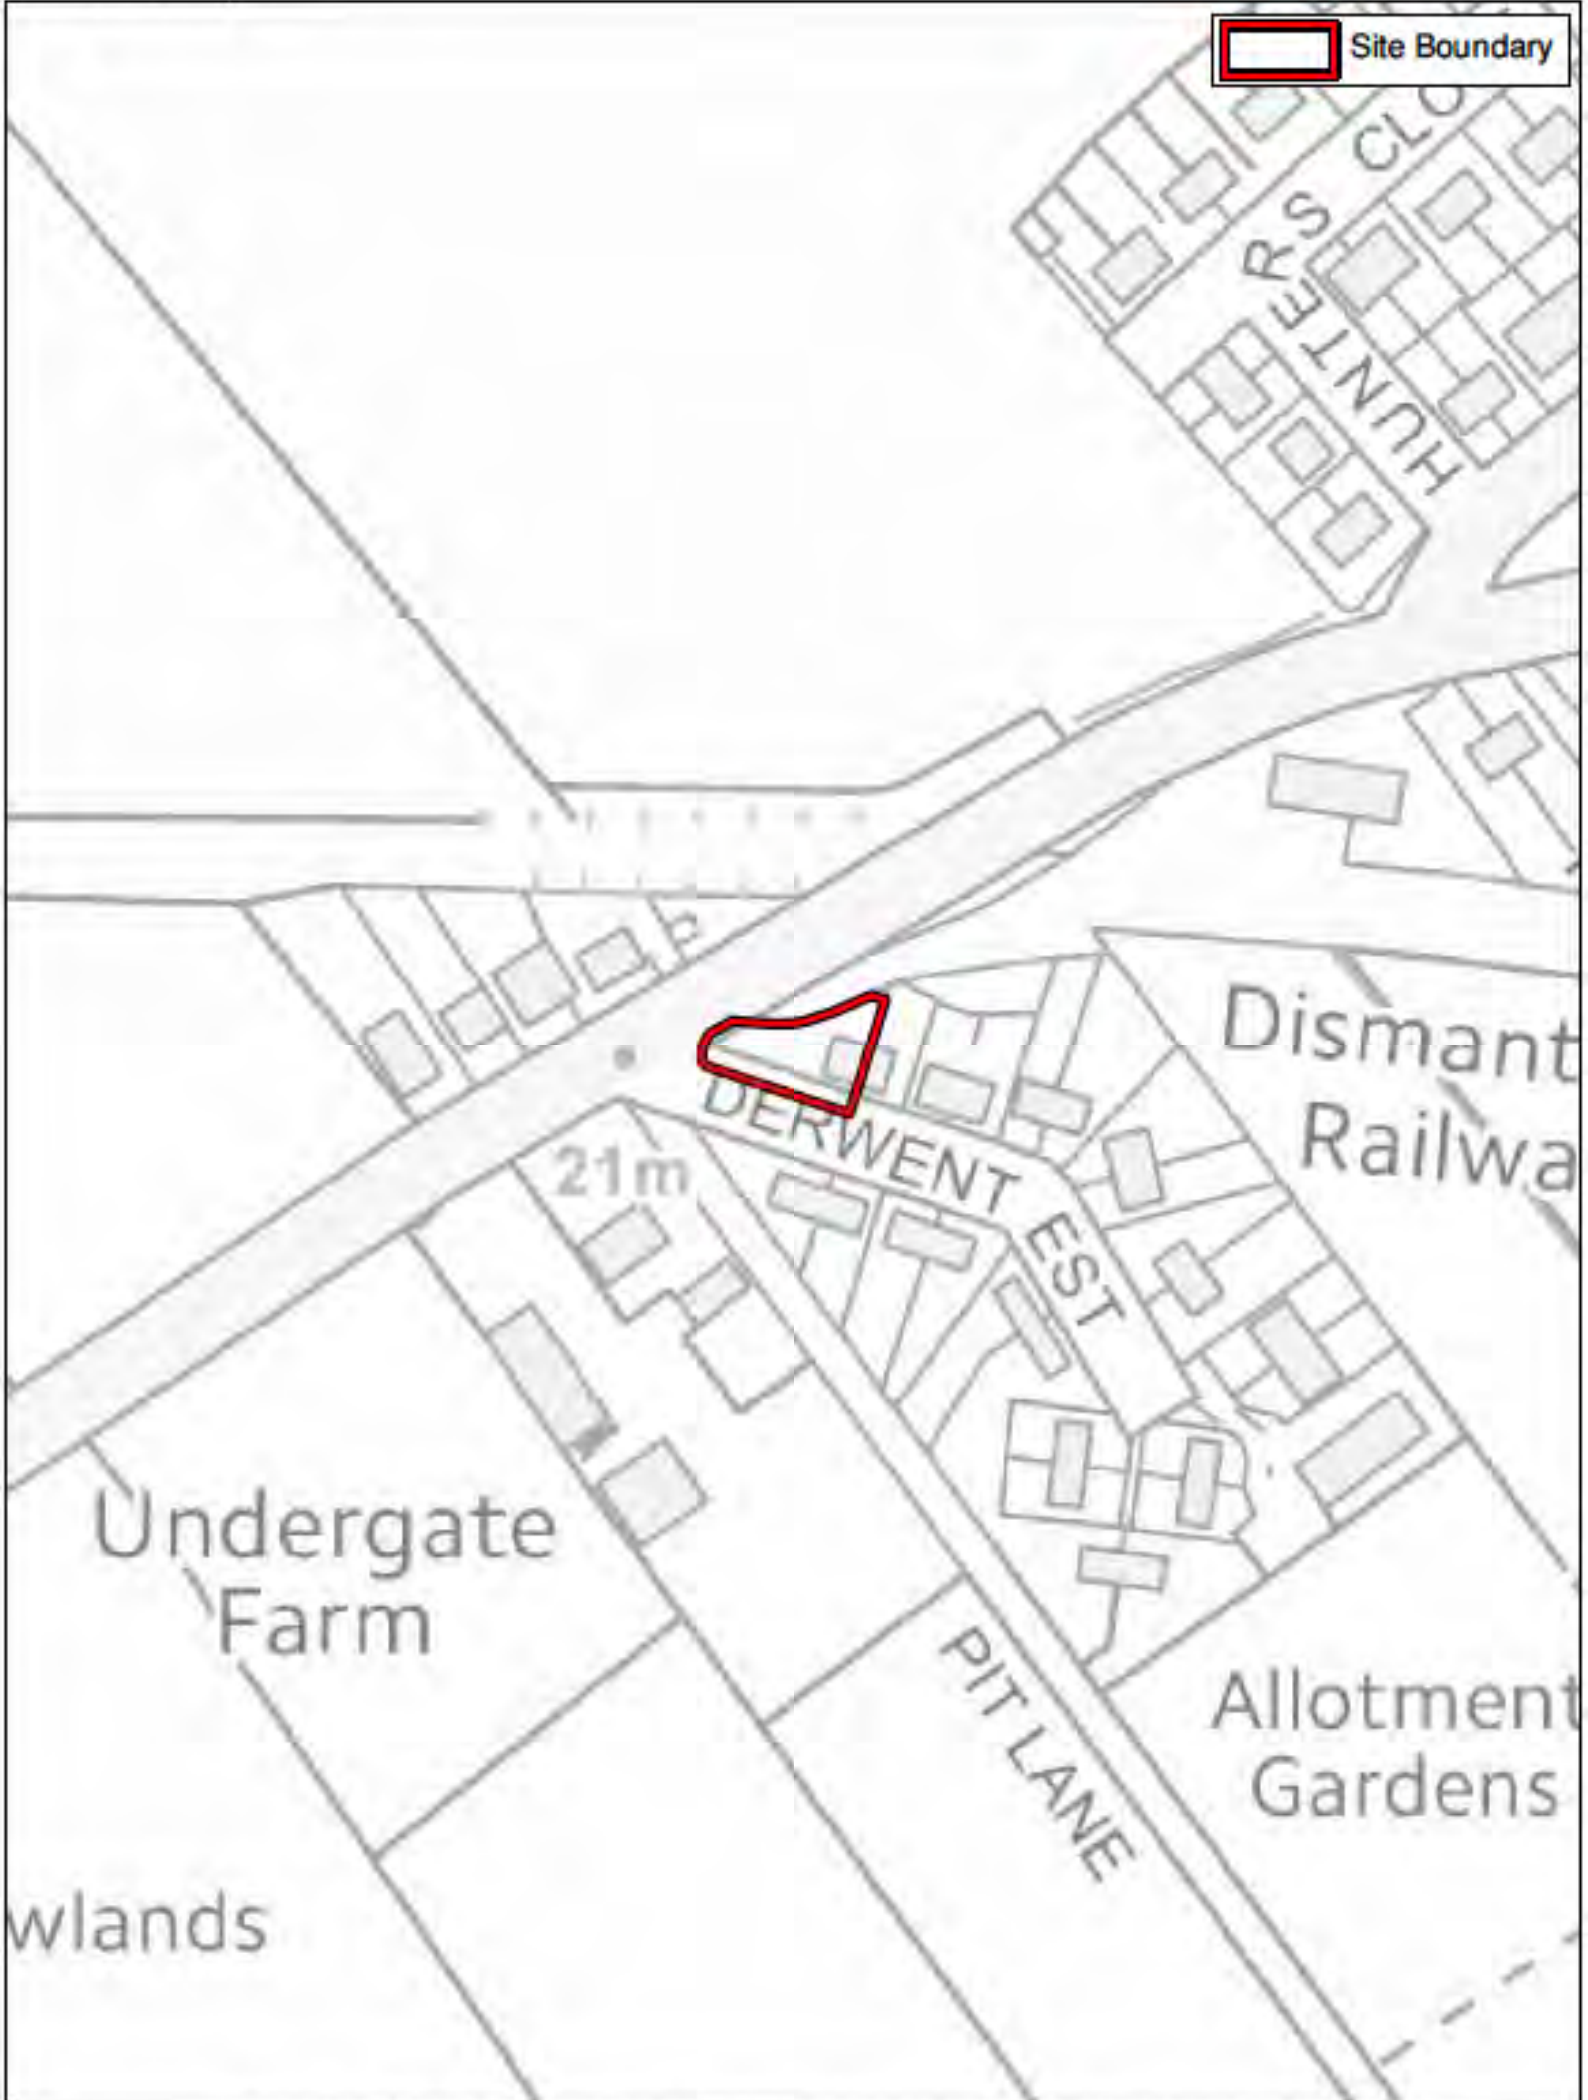 Site Boundary
HUNTERS CLO
Dismant
Railwa
DERWENT EST
21m
Undergate
Farm
PIT LANE
Allotment
Gardens
wlands